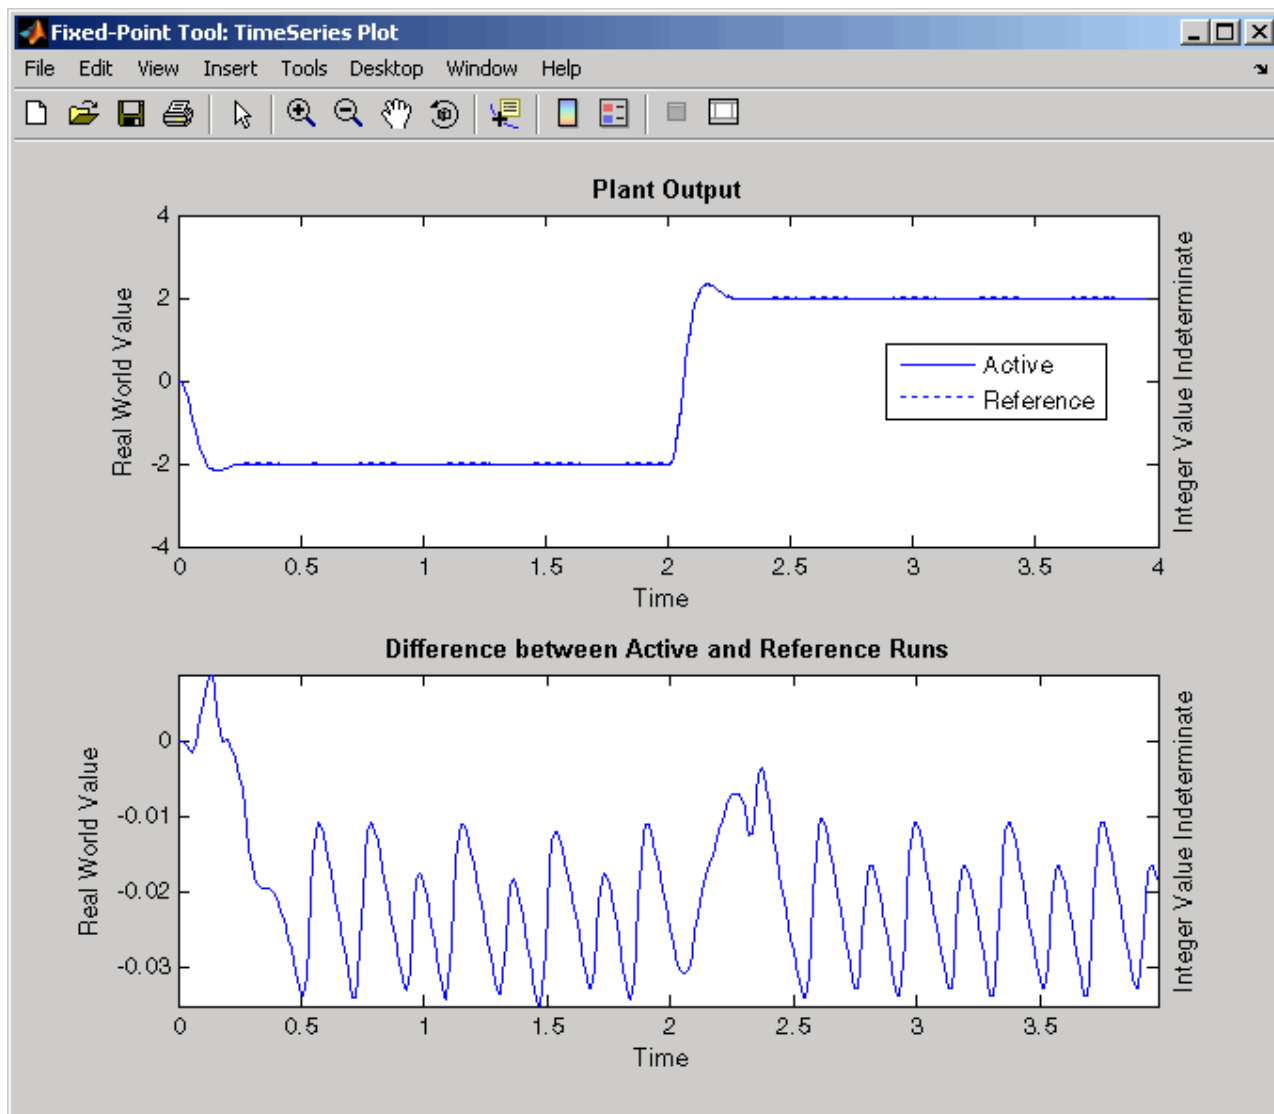 Fixed-Point Tool: TimeSeries Plot
File Edit View Insert Tools Desktop Window Help
Plant Output
4
2
0
-2
-4
Real World Value
Integer Value Indeterminate
Active
Reference
0 0.5 1 1.5 2 2.5 3 3.5 4
Time
Difference between Active and Reference Runs
0
-0.01
-0.02
-0.03
Real World Value
Integer Value Indeterminate
0 0.5 1 1.5 2 2.5 3 3.5
Time